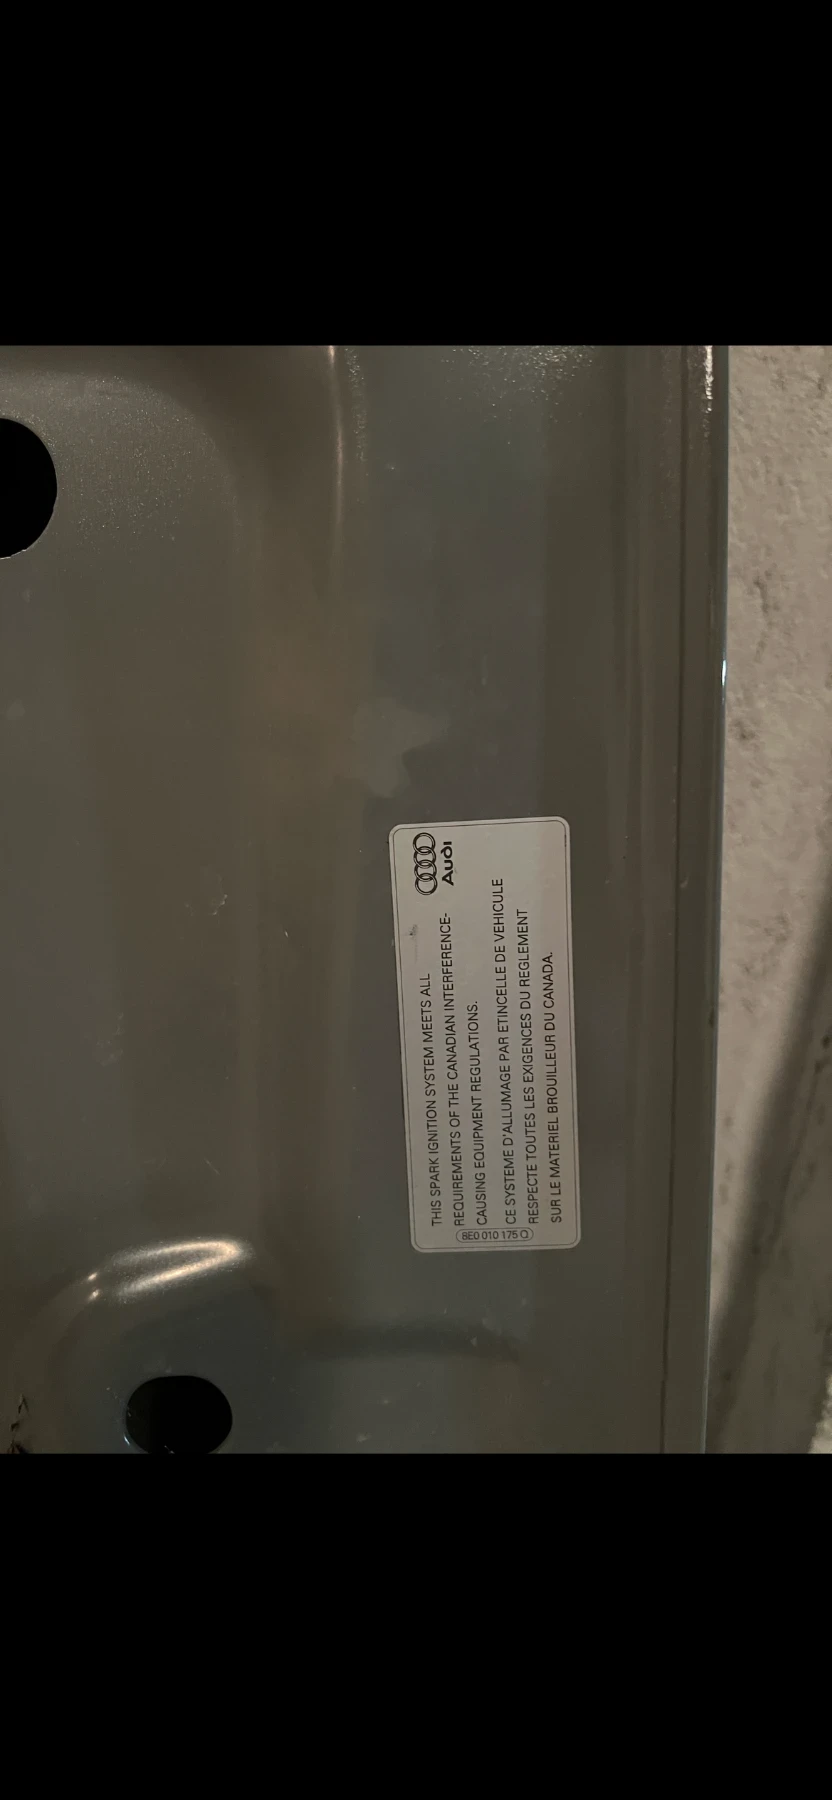 Audi
THIS SPARK IGNITION SYSTEM MEETS ALL
REQUIREMENTS OF THE CANADIAN INTERFERENCE-
CAUSING EQUIPMENT REGULATIONS.
CE SYSTEME D'ALLUMAGE PAR ETINCELLE DE VEHICULE
RESPECTE TOUTES LES EXIGENCES DU REGLEMENT
SUR LE MATERIEL BROUILLEUR DU CANADA.
8E0 010 175 Q